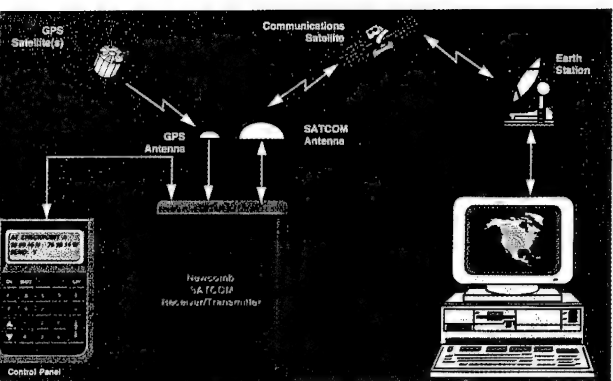 GPS
Satellite(s)
Communications
Satellite
Earth
Station
GPS
Antenna
SATCOM
Antenna
Newcomb
SATCOM
Receiver/Transmitter
Control Panel